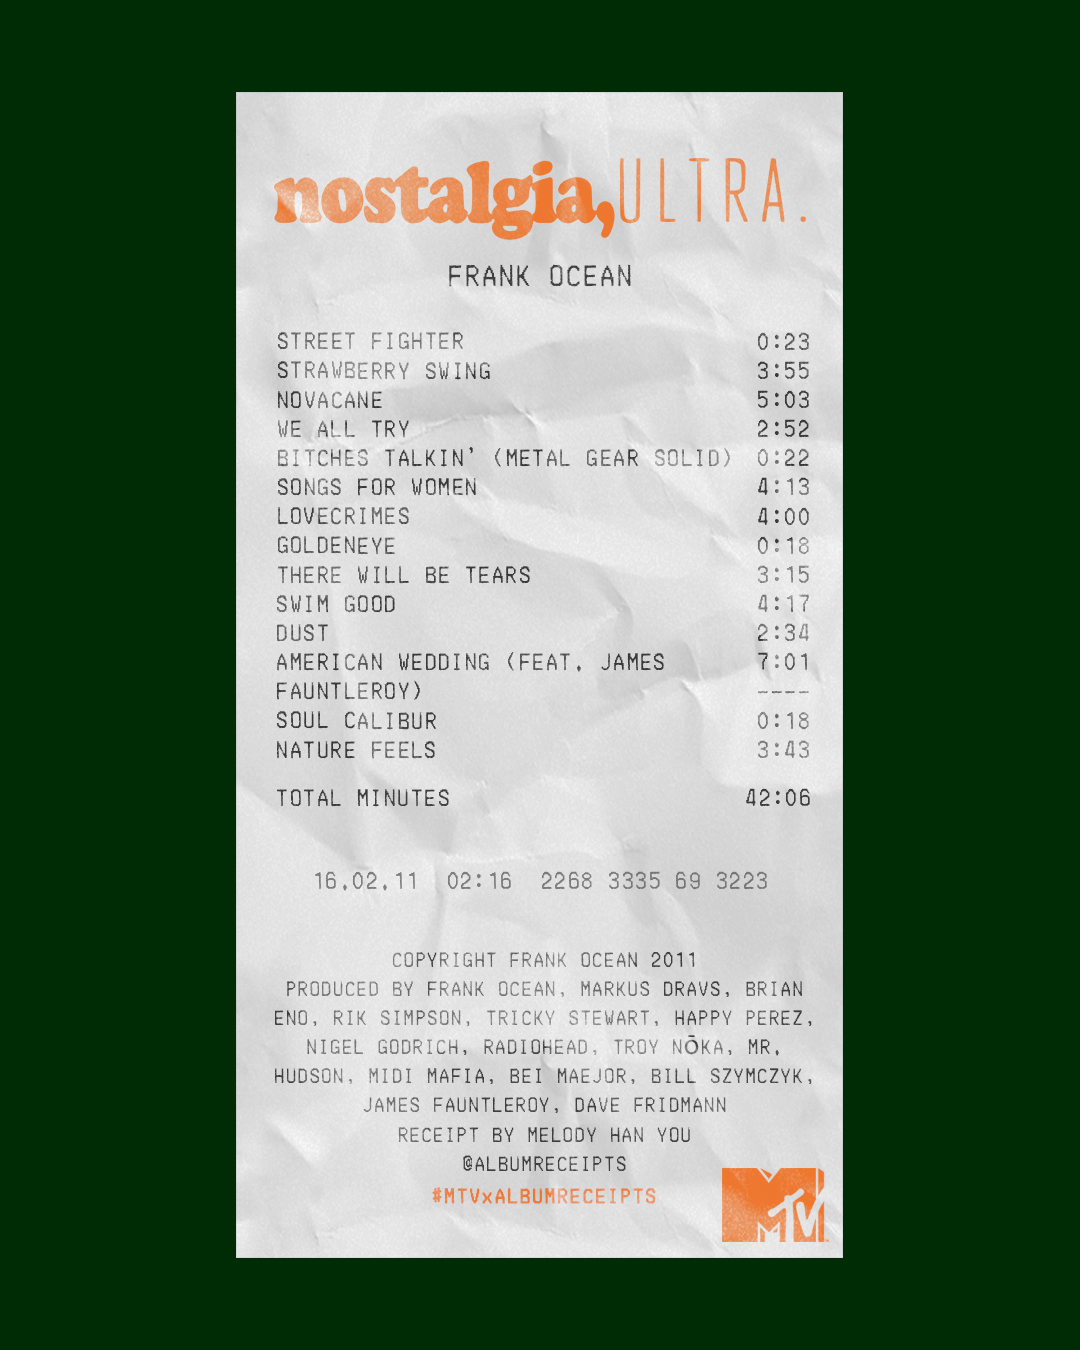 nostalgia, ULTRA.
FRANK OCEAN
STREET FIGHTER 0:23
STRAWBERRY SWING 3:55
NOVACANE 5:03
WE ALL TRY 2:52
BITCHES TALKIN' (METAL GEAR SOLID) 0:22
SONGS FOR WOMEN 4:13
LOVECRIMES 4:00
GOLDENEYE 0:18
THERE WILL BE TEARS 3:15
SWIM GOOD 4:17
DUST 2:34
AMERICAN WEDDING (FEAT. JAMES 7:01
FAUNTLEROY) ----
SOUL CALIBUR 0:18
NATURE FEELS 3:43
TOTAL MINUTES 42:06
16.02.11 02:16 2268 3335 69 3223
COPYRIGHT FRANK OCEAN 2011
PRODUCED BY FRANK OCEAN, MARKUS DRAVS, BRIAN
ENO, RIK SIMPSON, TRICKY STEWART, HAPPY PEREZ,
NIGEL GODRICH, RADIOHEAD, TROY NŌKA, MR.
HUDSON, MIDI MAFIA, BEI MAEJOR, BILL SZYMCZYK,
JAMES FAUNTLEROY, DAVE FRIDMANN
RECEIPT BY MELODY HAN YOU
@ALBUMRECEIPTS
#MTVxALBUMRECEIPTS
MTV